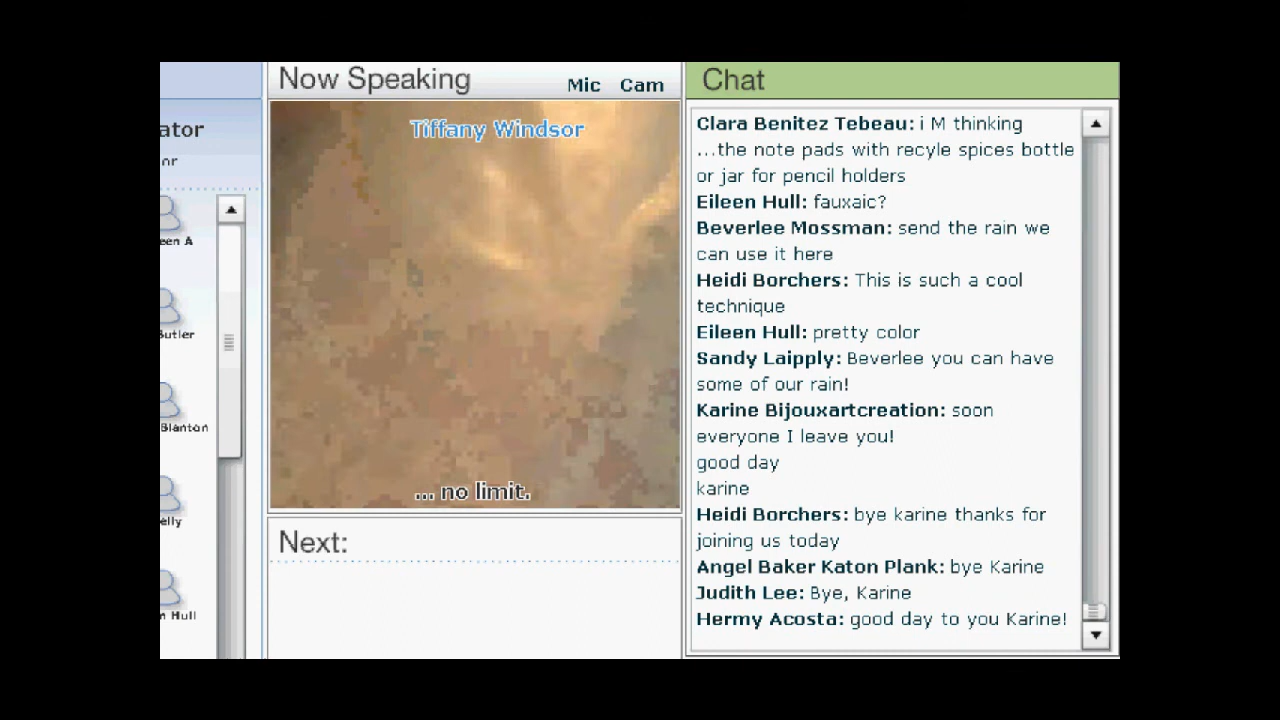 ator
or
een A
Butler
Blanton
elly
n Hull
Now Speaking
Mic Cam
Tiffany Windsor
... no limit.
Next:
Chat
Clara Benitez Tebeau: i M thinking
...the note pads with recyle spices bottle
or jar for pencil holders
Eileen Hull: fauxaic?
Beverlee Mossman: send the rain we
can use it here
Heidi Borchers: This is such a cool
technique
Eileen Hull: pretty color
Sandy Laipply: Beverlee you can have
some of our rain!
Karine Bijouxartcreation: soon
everyone I leave you!
good day
karine
Heidi Borchers: bye karine thanks for
joining us today
Angel Baker Katon Plank: bye Karine
Judith Lee: Bye, Karine
Hermy Acosta: good day to you Karine!